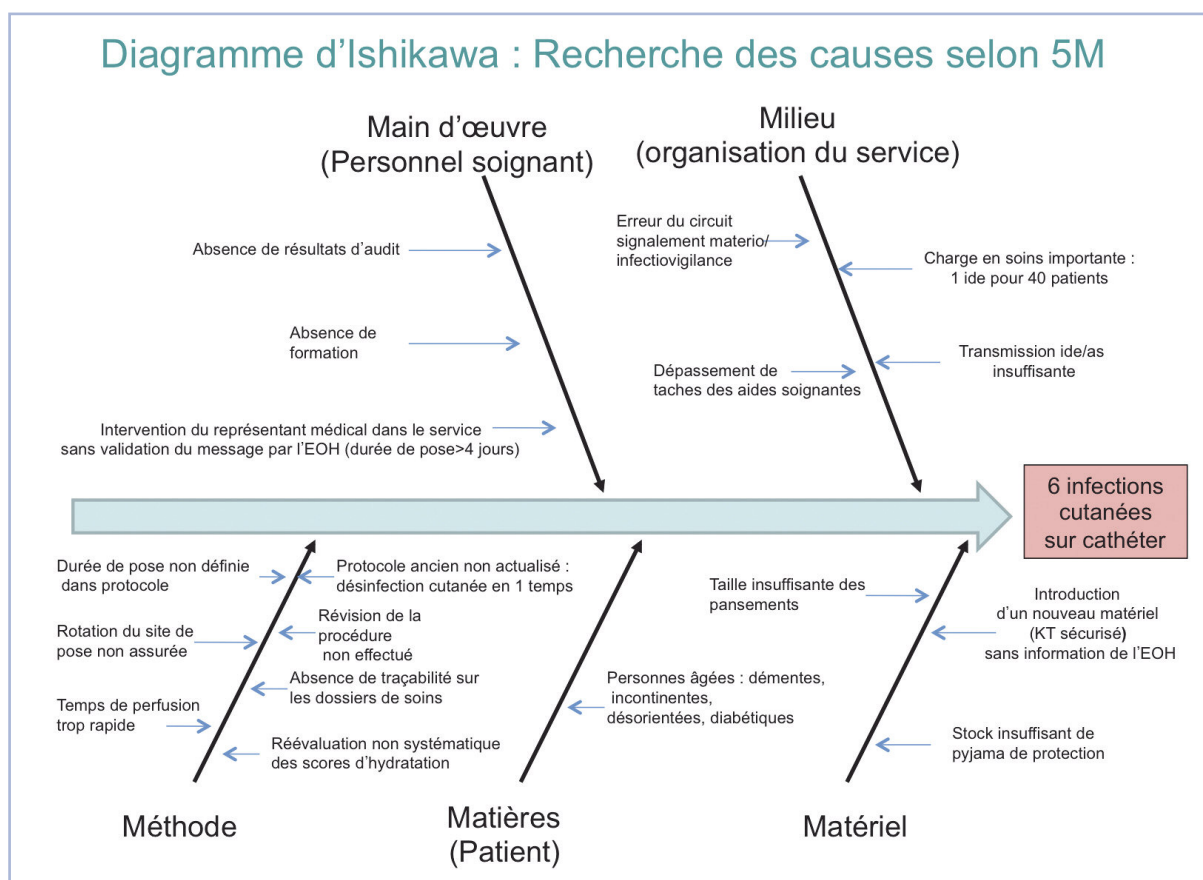 Diagramme d'Ishikawa : Recherche des causes selon 5M
Main d'œuvre
(Personnel soignant)
Milieu
(organisation du service)
Absence de résultats d'audit
Absence de
formation
Intervention du représentant médical dans le service
sans validation du message par l'EOH (durée de pose>4 jours)
Erreur du circuit
signalement materio/
infectiovigilance
Charge en soins importante :
1 ide pour 40 patients
Dépassement de
taches des aides soignantes
Transmission ide/as
insuffisante
6 infections
cutanées
sur cathéter
Durée de pose non définie
dans protocole
Protocole ancien non actualisé :
désinfection cutanée en 1 temps
Rotation du site de
pose non assurée
Révision de la
procédure
non effectué
Absence de traçabilité sur
les dossiers de soins
Temps de perfusion
trop rapide
Réévaluation non systématique
des scores d'hydratation
Personnes âgées : démentes,
incontinentes,
désorientées, diabétiques
Taille insuffisante des
pansements
Introduction
d'un nouveau matériel
(KT sécurisé)
sans information de l'EOH
Stock insuffisant de
pyjama de protection
Méthode
Matières
(Patient)
Matériel